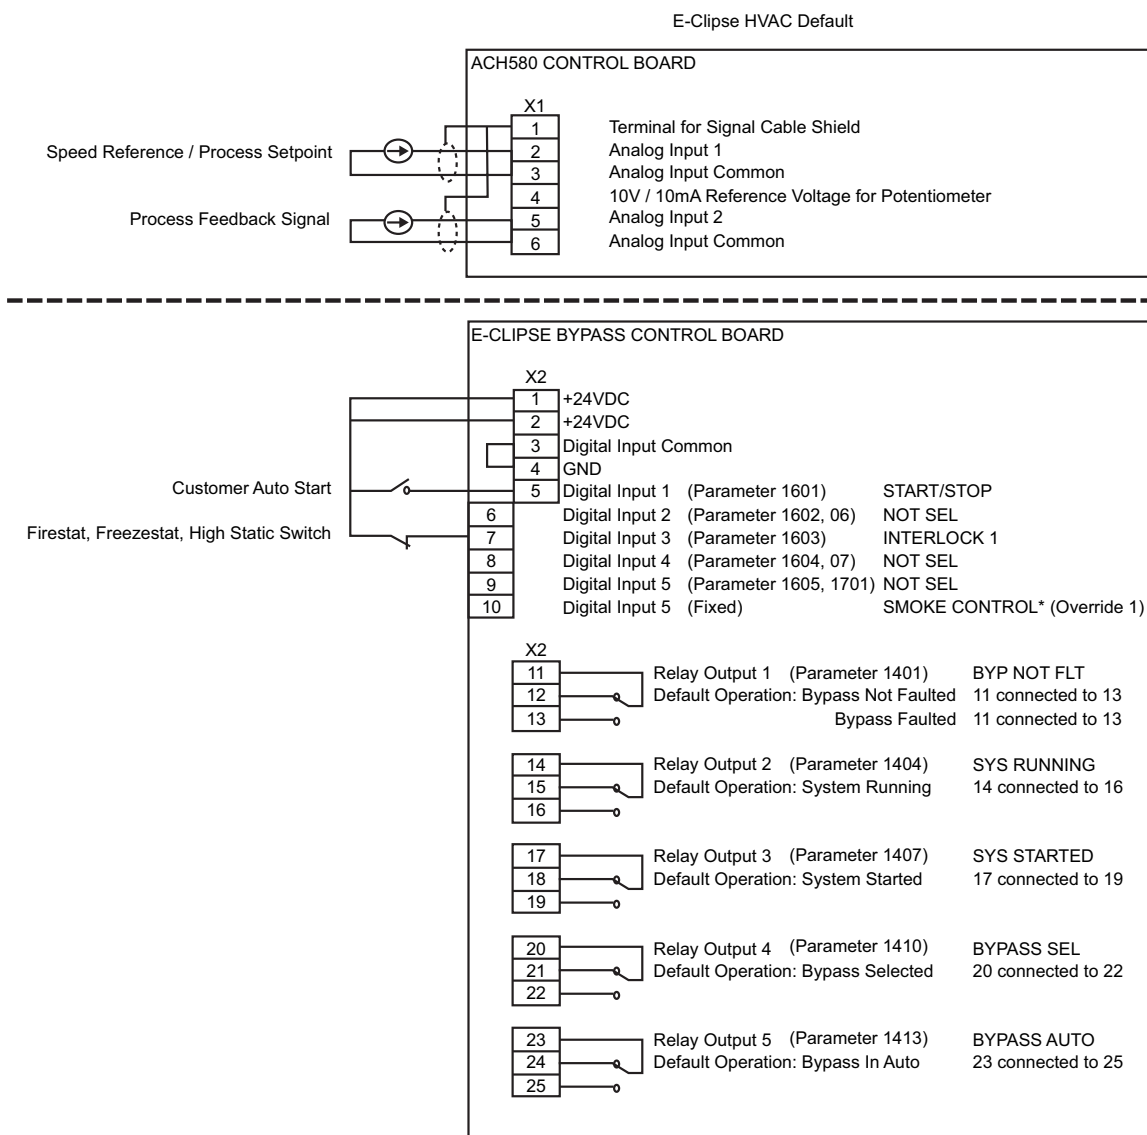 E-Clipse HVAC Default
ACH580 CONTROL BOARD
X1
1 Terminal for Signal Cable Shield
Speed Reference / Process Setpoint 2 Analog Input 1
3 Analog Input Common
4 10V / 10mA Reference Voltage for Potentiometer
Process Feedback Signal 5 Analog Input 2
6 Analog Input Common
E-CLIPSE BYPASS CONTROL BOARD
X2
1 +24VDC
2 +24VDC
3 Digital Input Common
4 GND
Customer Auto Start 5 Digital Input 1 (Parameter 1601) START/STOP
6 Digital Input 2 (Parameter 1602, 06) NOT SEL
Firestat, Freezestat, High Static Switch 7 Digital Input 3 (Parameter 1603) INTERLOCK 1
8 Digital Input 4 (Parameter 1604, 07) NOT SEL
9 Digital Input 5 (Parameter 1605, 1701) NOT SEL
10 Digital Input 5 (Fixed) SMOKE CONTROL* (Override 1)
X2
11 Relay Output 1 (Parameter 1401) BYP NOT FLT
12 Default Operation: Bypass Not Faulted 11 connected to 13
13 Bypass Faulted 11 connected to 13
14 Relay Output 2 (Parameter 1404) SYS RUNNING
15 Default Operation: System Running 14 connected to 16
16
17 Relay Output 3 (Parameter 1407) SYS STARTED
18 Default Operation: System Started 17 connected to 19
19
20 Relay Output 4 (Parameter 1410) BYPASS SEL
21 Default Operation: Bypass Selected 20 connected to 22
22
23 Relay Output 5 (Parameter 1413) BYPASS AUTO
24 Default Operation: Bypass In Auto 23 connected to 25
25